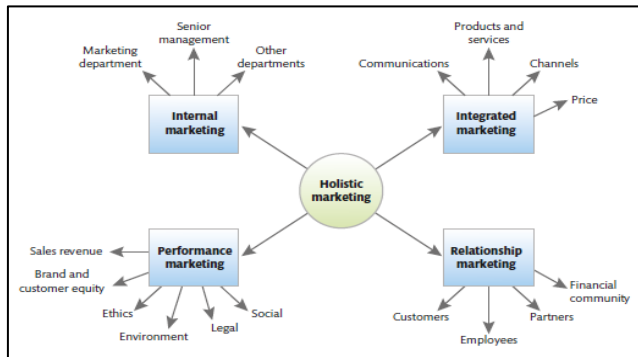 Senior
management
Marketing
department
Other
departments
Internal
marketing
Products and
services
Communications
Channels
Price
Integrated
marketing
Holistic
marketing
Sales revenue
Brand and
customer equity
Ethics
Environment
Legal
Social
Performance
marketing
Relationship
marketing
Customers
Employees
Partners
Financial
community